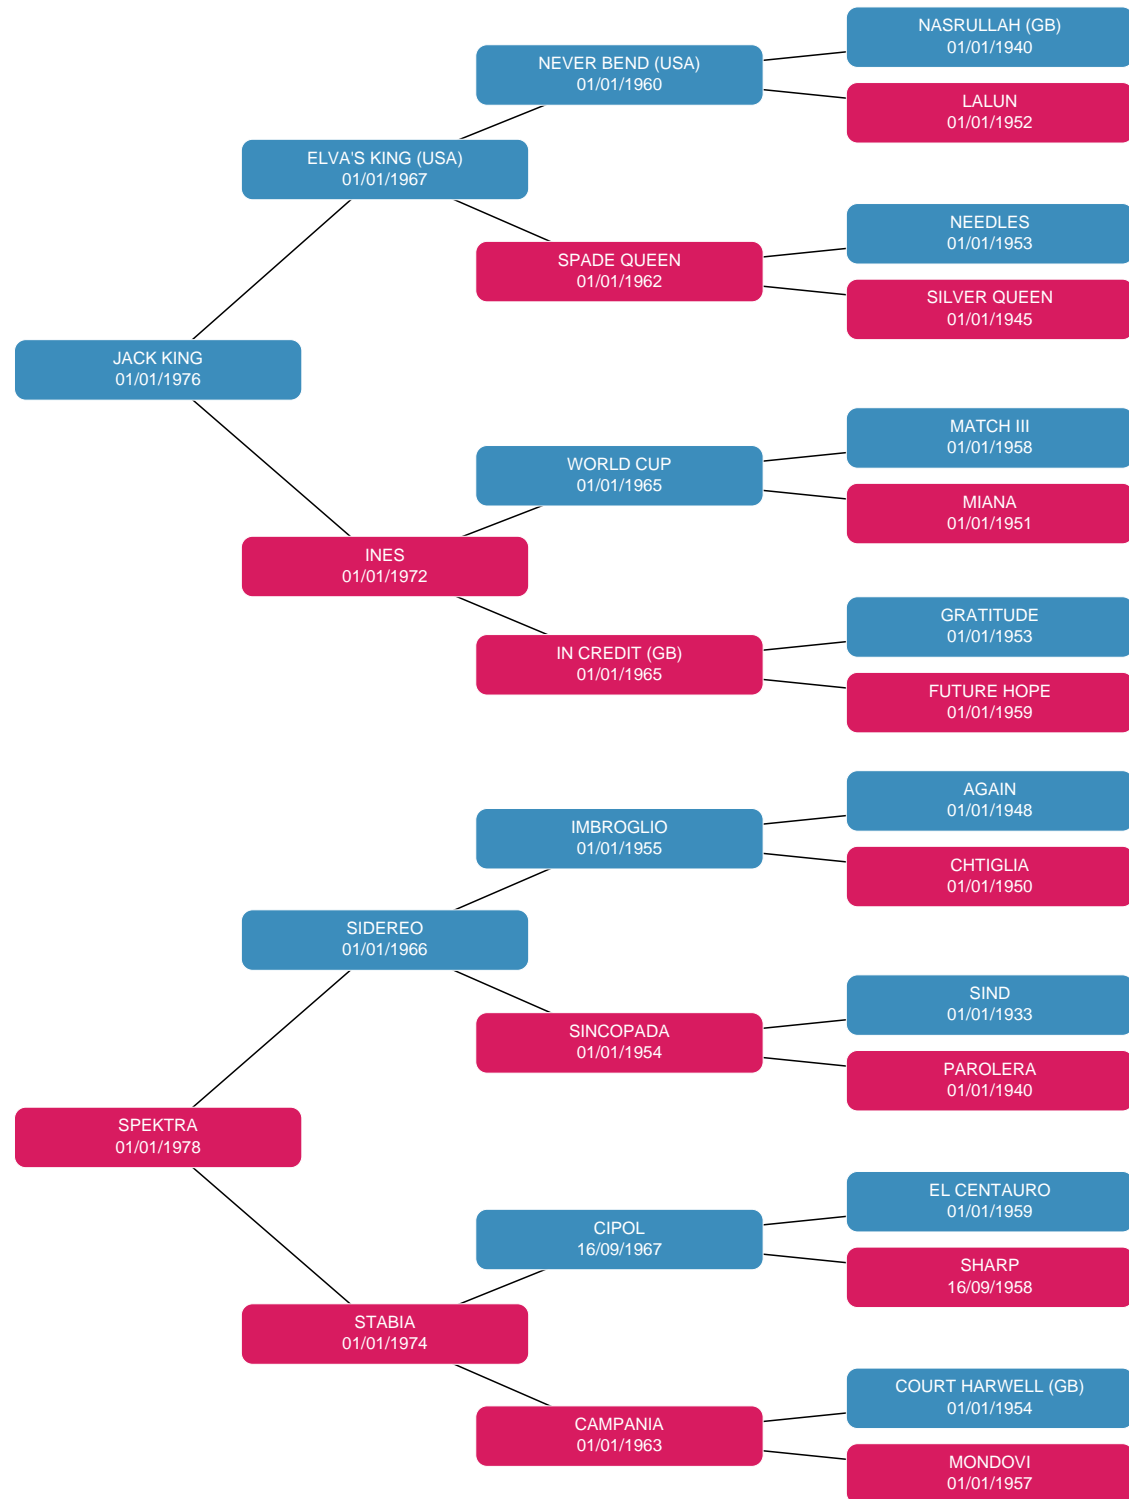 NASRULLAH (GB)
01/01/1940
NEVER BEND (USA)
01/01/1960
LALUN
01/01/1952
ELVA'S KING (USA)
01/01/1967
NEEDLES
01/01/1953
SPADE QUEEN
01/01/1962
SILVER QUEEN
01/01/1945
JACK KING
01/01/1976
MATCH III
01/01/1958
WORLD CUP
01/01/1965
MIANA
01/01/1951
INES
01/01/1972
GRATITUDE
01/01/1953
IN CREDIT (GB)
01/01/1965
FUTURE HOPE
01/01/1959
AGAIN
01/01/1948
IMBROGLIO
01/01/1955
CHTIGLIA
01/01/1950
SIDEREO
01/01/1966
SIND
01/01/1933
SINCOPADA
01/01/1954
PAROLERA
01/01/1940
SPEKTRA
01/01/1978
EL CENTAURO
01/01/1959
CIPOL
16/09/1967
SHARP
16/09/1958
STABIA
01/01/1974
COURT HARWELL (GB)
01/01/1954
CAMPANIA
01/01/1963
MONDOVI
01/01/1957